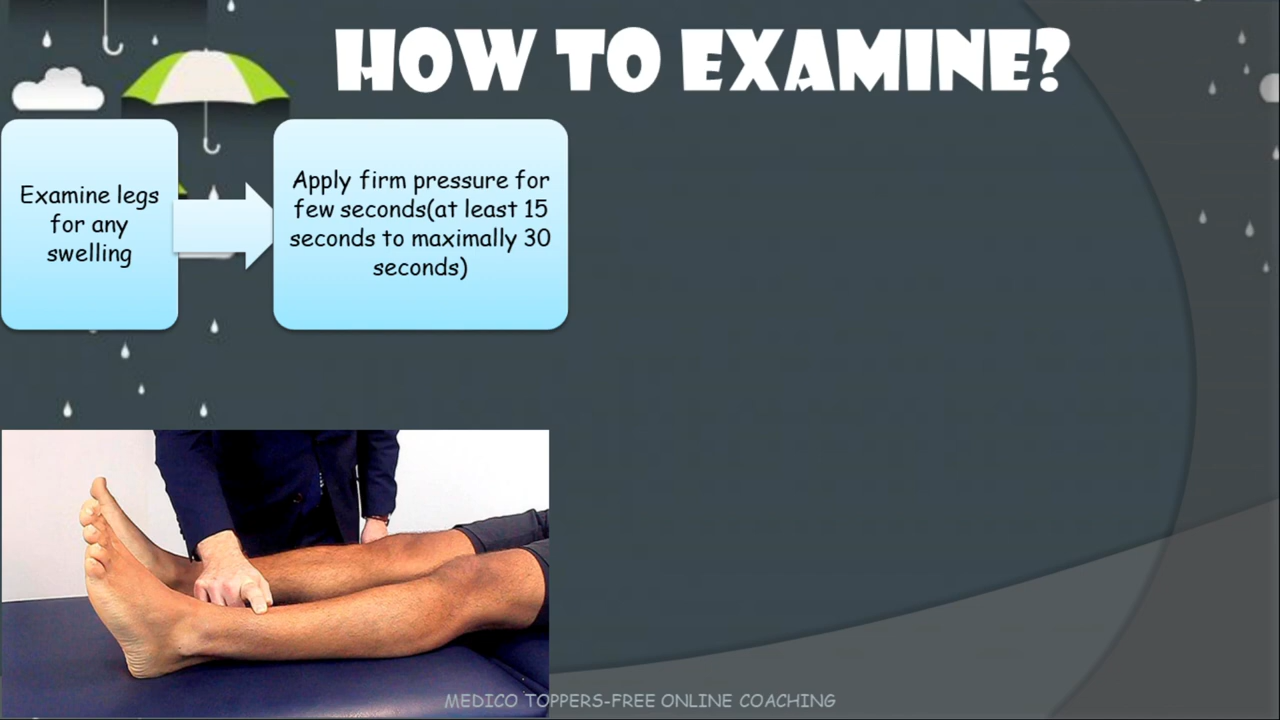 HOW TO EXAMINE?
Examine legs
for any
swelling
Apply firm pressure for
few seconds(at least 15
seconds to maximally 30
seconds)
MEDICO TOPPERS-FREE ONLINE COACHING